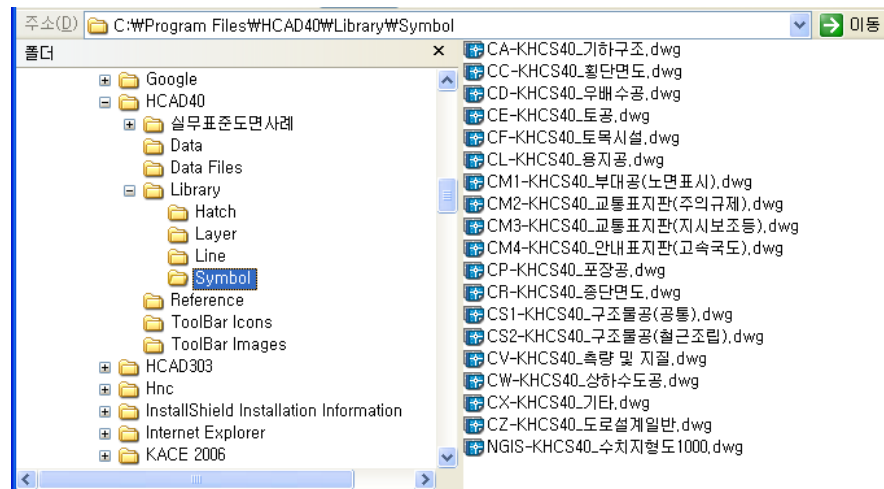 주소(D) C:₩Program Files₩HCAD40₩Library₩Symbol 이동
폴더
Google
HCAD40
실무표준도면사례
Data
Data Files
Library
Hatch
Layer
Line
Symbol
Reference
ToolBar Icons
ToolBar Images
HCAD303
Hnc
InstallShield Installation Information
Internet Explorer
KACE 2006
CA-KHCS40_기하구조.dwg
CC-KHCS40_횡단면도.dwg
CD-KHCS40_우배수공.dwg
CE-KHCS40_토공.dwg
CF-KHCS40_토목시설.dwg
CL-KHCS40_용지공.dwg
CM1-KHCS40_부대공(노면표시).dwg
CM2-KHCS40_교통표지판(주의규제).dwg
CM3-KHCS40_교통표지판(지시보조등).dwg
CM4-KHCS40_안내표지판(고속국도).dwg
CP-KHCS40_포장공.dwg
CR-KHCS40_종단면도.dwg
CS1-KHCS40_구조물공(공통).dwg
CS2-KHCS40_구조물공(철근조립).dwg
CV-KHCS40_측량 및 지질.dwg
CW-KHCS40_상하수도공.dwg
CX-KHCS40_기타.dwg
CZ-KHCS40_도로설계일반.dwg
NGIS-KHCS40_수치지형도1000.dwg